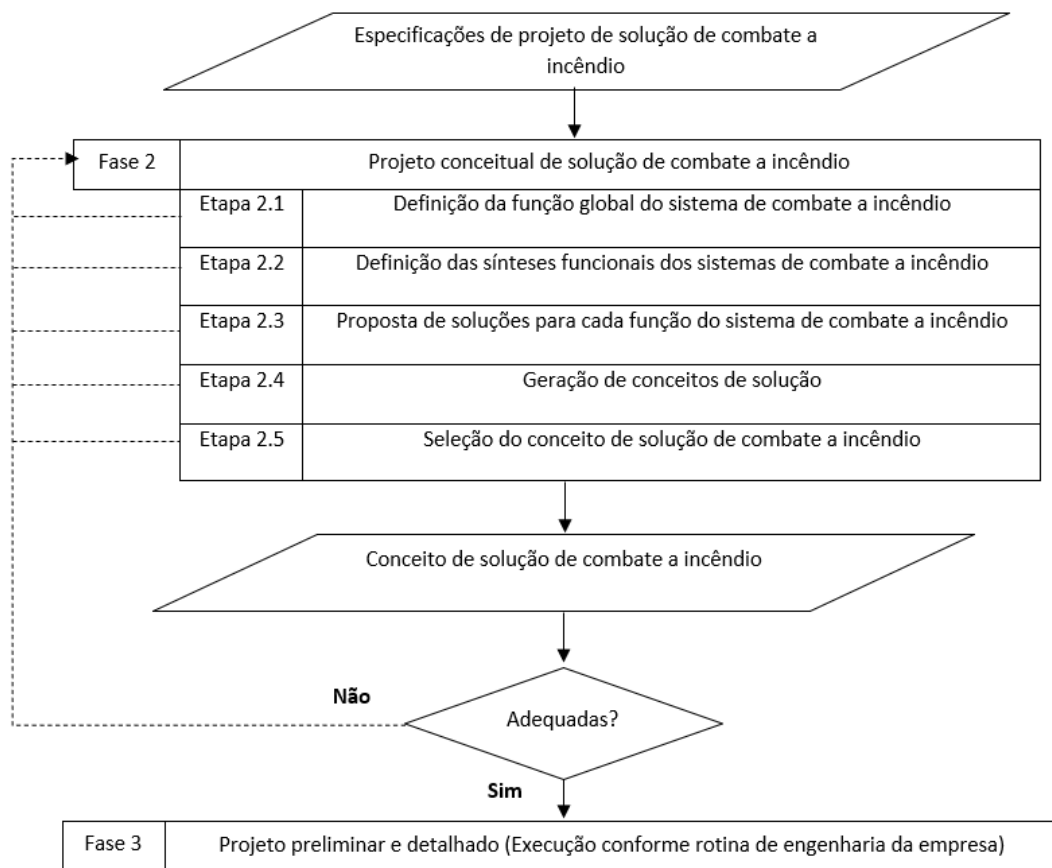 Especificações de projeto de solução de combate a
incêndio
Fase 2
Projeto conceitual de solução de combate a incêndio
Etapa 2.1
Definição da função global do sistema de combate a incêndio
Etapa 2.2
Definição das sínteses funcionais dos sistemas de combate a incêndio
Etapa 2.3
Proposta de soluções para cada função do sistema de combate a incêndio
Etapa 2.4
Geração de conceitos de solução
Etapa 2.5
Seleção do conceito de solução de combate a incêndio
Conceito de solução de combate a incêndio
Não
Adequadas?
Sim
Fase 3
Projeto preliminar e detalhado (Execução conforme rotina de engenharia da empresa)